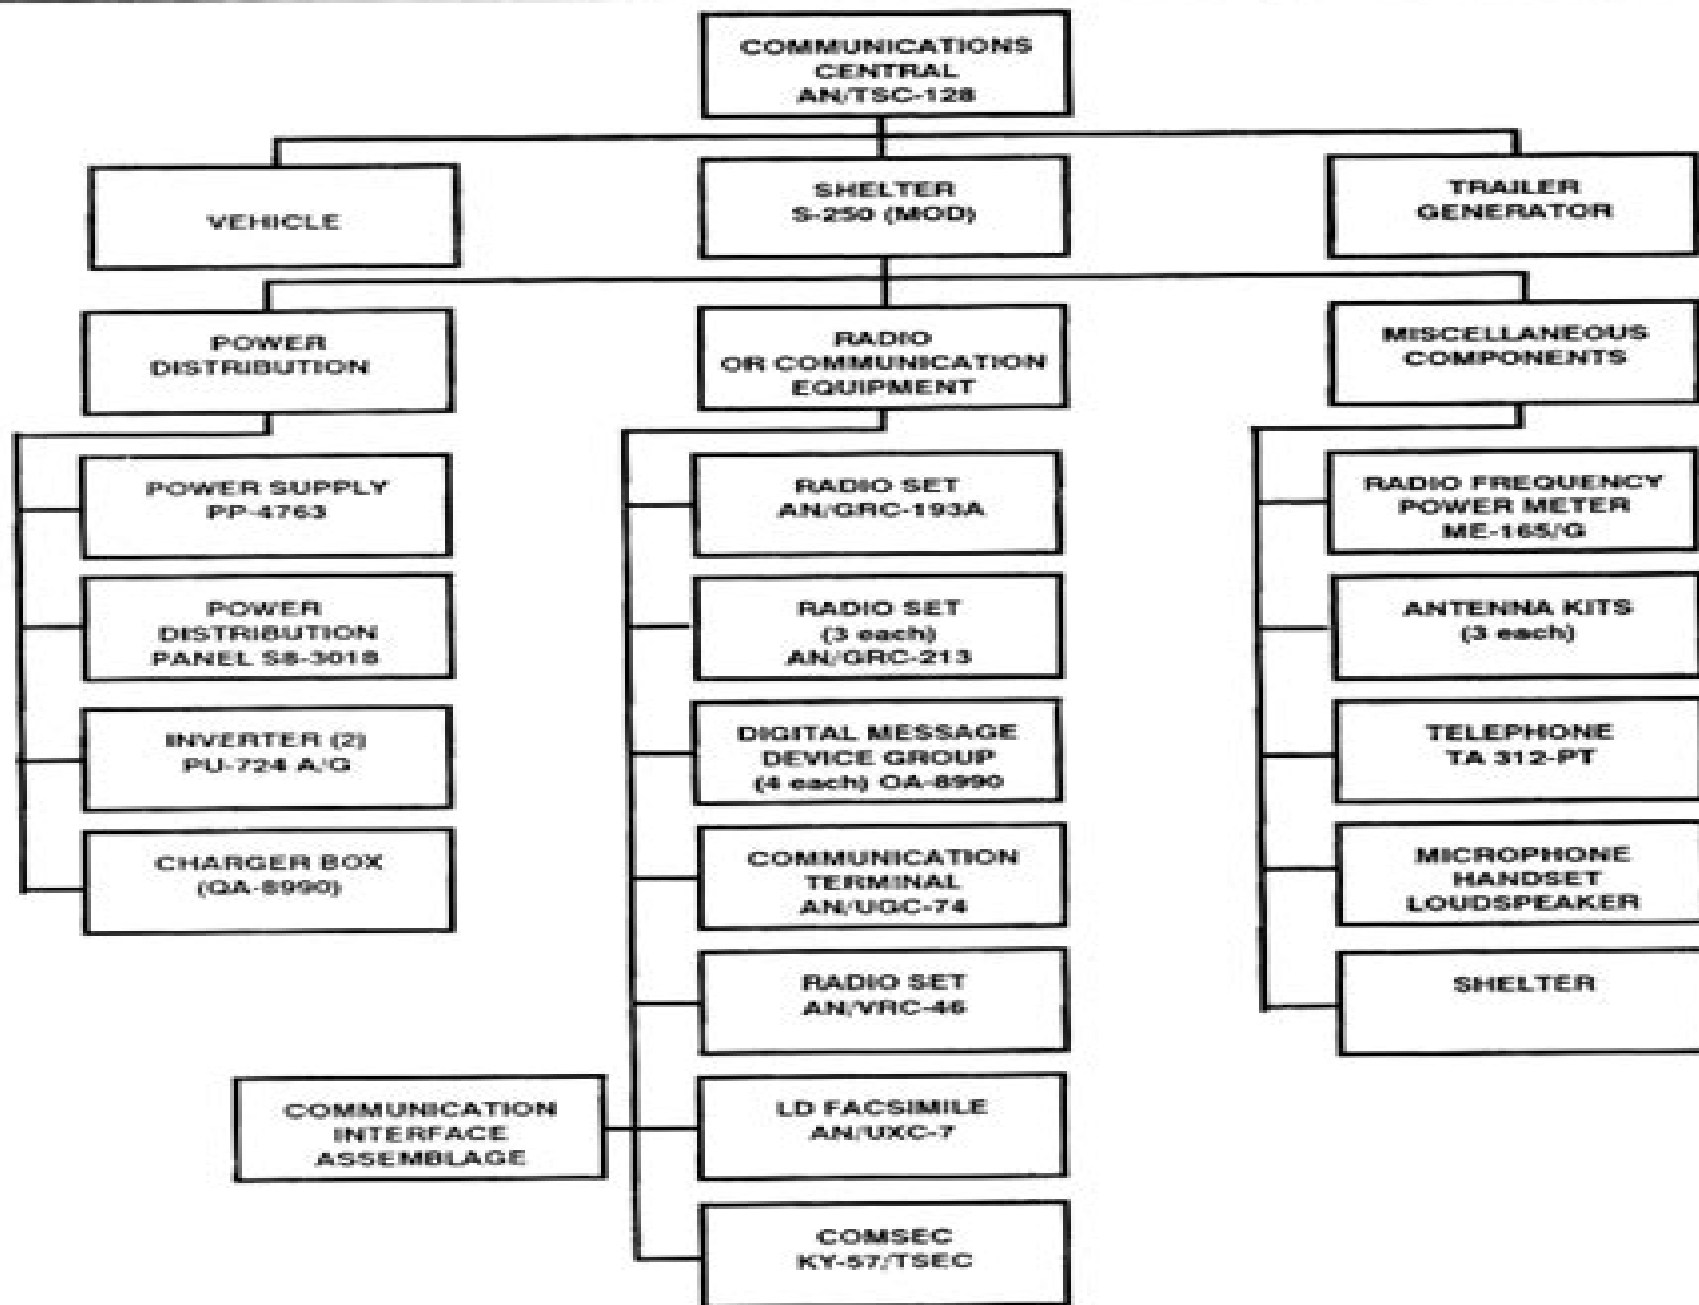 COMMUNICATIONS
CENTRAL
AN/TSC-128
VEHICLE
SHELTER
S-250 (MOD)
TRAILER
GENERATOR
POWER
DISTRIBUTION
RADIO
OR COMMUNICATION
EQUIPMENT
MISCELLANEOUS
COMPONENTS
POWER SUPPLY
PP-4763
POWER
DISTRIBUTION
PANEL S8-3018
INVERTER (2)
PU-724 A/G
CHARGER BOX
(QA-8990)
RADIO SET
AN/GRC-193A
RADIO SET
(3 each)
AN/GRC-213
DIGITAL MESSAGE
DEVICE GROUP
(4 each) OA-8990
COMMUNICATION
TERMINAL
AN/UGC-74
RADIO SET
AN/VRC-46
COMMUNICATION
INTERFACE
ASSEMBLAGE
LD FACSIMILE
AN/UXC-7
COMSEC
KY-57/TSEC
RADIO FREQUENCY
POWER METER
ME-165/G
ANTENNA KITS
(3 each)
TELEPHONE
TA 312-PT
MICROPHONE
HANDSET
LOUDSPEAKER
SHELTER